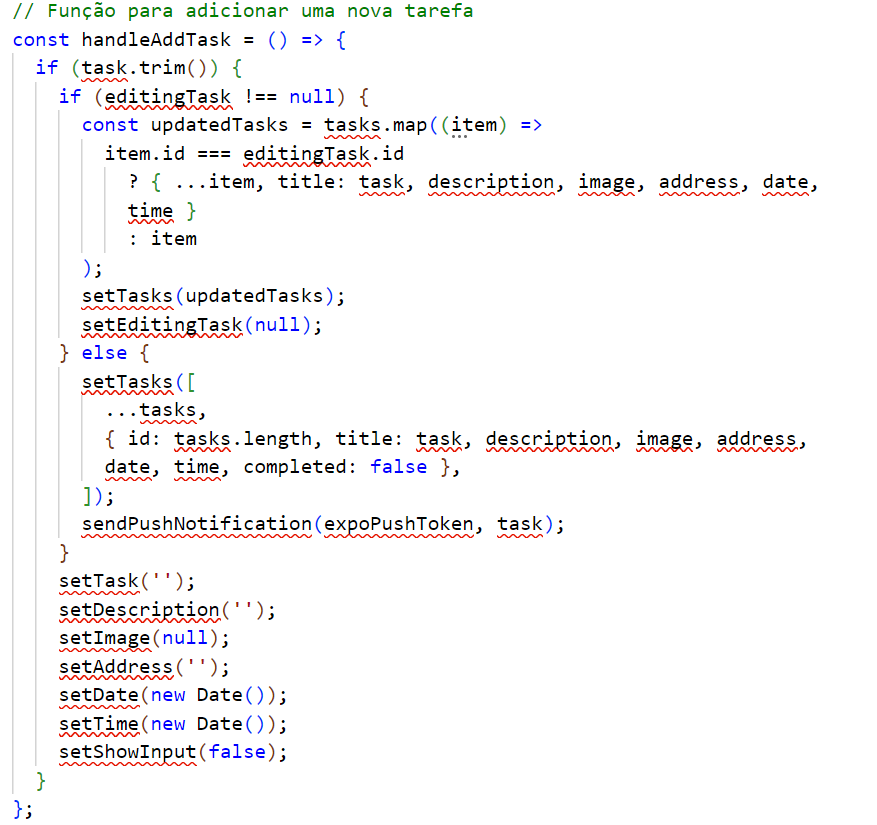 // Função para adicionar uma nova tarefa
const handleAddTask = () => {
  if (task.trim()) {
    if (editingTask !== null) {
      const updatedTasks = tasks.map((item) =>
        item.id === editingTask.id
          ? { ...item, title: task, description, image, address, date,
          time }
          : item
      );
      setTasks(updatedTasks);
      setEditingTask(null);
    } else {
      setTasks([
        ...tasks,
        { id: tasks.length, title: task, description, image, address,
        date, time, completed: false },
      ]);
      sendPushNotification(expoPushToken, task);
    }
    setTask('');
    setDescription('');
    setImage(null);
    setAddress('');
    setDate(new Date());
    setTime(new Date());
    setShowInput(false);
  }
};